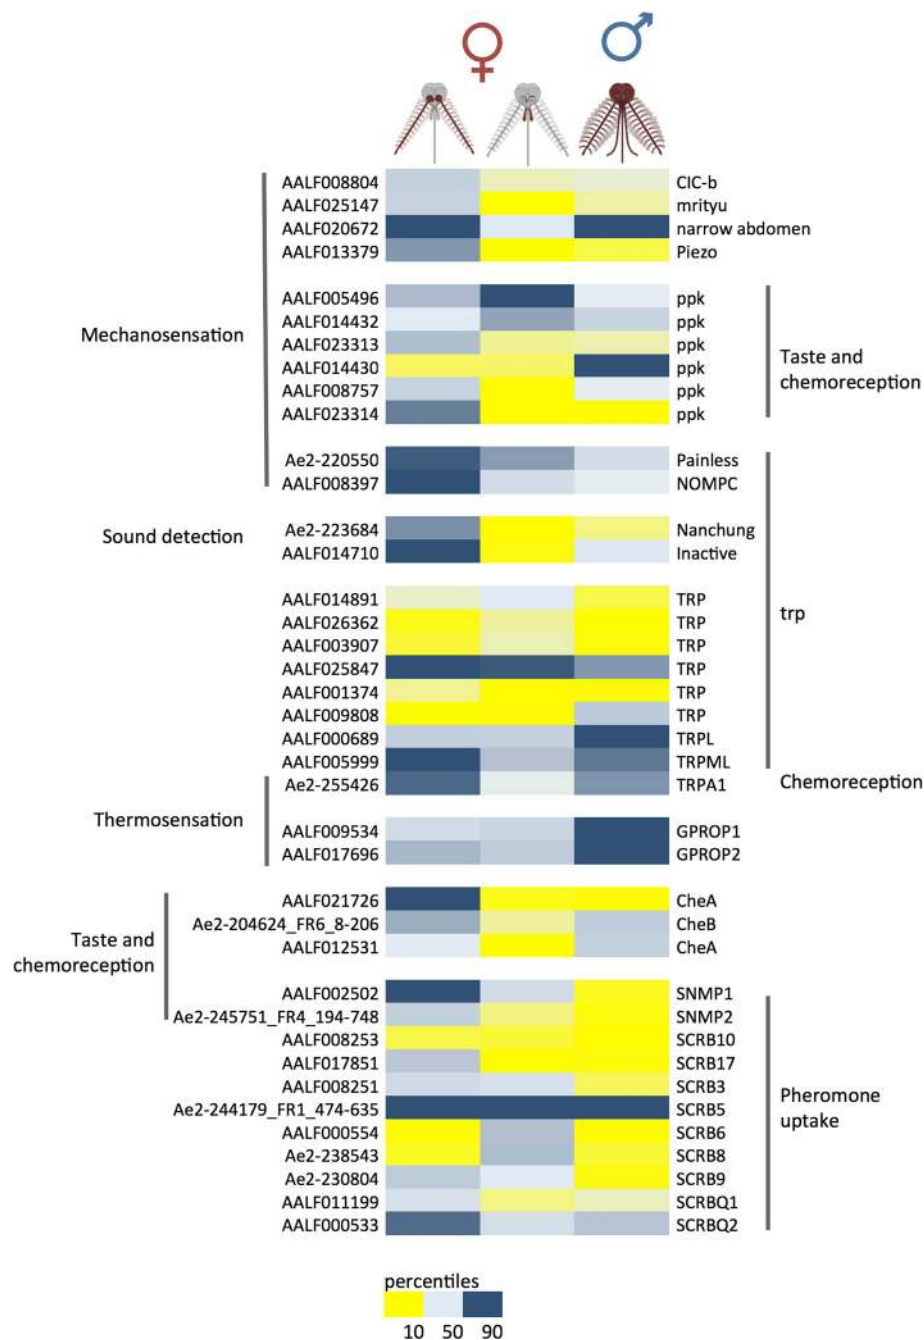 AALF008804 CIC-b
AALF025147 mrityu
AALF020672 narrow abdomen
AALF013379 Piezo
Mechanosensation
AALF005496 ppk
AALF014432 ppk
AALF023313 ppk
AALF014430 ppk
AALF008757 ppk
AALF023314 ppk
Taste and
chemoreception
Ae2-220550 Painless
AALF008397 NOMPC
Sound detection
Ae2-223684 Nanchung
AALF014710 Inactive
AALF014891 TRP
AALF026362 TRP
AALF003907 TRP
AALF025847 TRP
AALF001374 TRP
AALF009808 TRP
AALF000689 TRPL
AALF005999 TRPML
trp
Ae2-255426 TRPA1
Chemoreception
Thermosensation
AALF009534 GPROP1
AALF017696 GPROP2
AALF021726 CheA
Ae2-204624_FR6_8-206 CheB
AALF012531 CheA
Taste and
chemoreception
AALF002502 SNMP1
Ae2-245751_FR4_194-748 SNMP2
AALF008253 SCRB10
AALF017851 SCRB17
AALF008251 SCRB3
Ae2-244179_FR1_474-635 SCRB5
AALF000554 SCRB6
Ae2-238543 SCRB8
Ae2-230804 SCRB9
AALF011199 SCRBQ1
AALF000533 SCRBQ2
Pheromone
uptake
percentiles
10 50 90